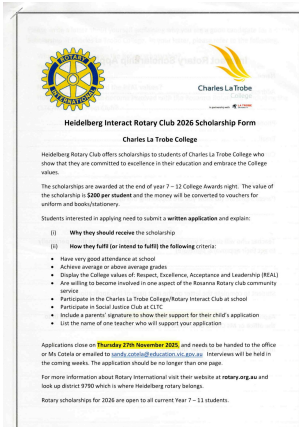 ROTARY
INTERNATIONAL
Charles La Trobe
in partnership with LA TROBE
Heidelberg Interact Rotary Club 2026 Scholarship Form
Charles La Trobe College
Heidelberg Rotary Club offers scholarships to students of Charles La Trobe College who
show that they are committed to excellence in their education and embrace the College
values.
The scholarships are awarded at the end of year 7 – 12 College Awards night. The value of
the scholarship is $200 per student and the money will be converted to vouchers for
uniform and books/stationery.
Students interested in applying need to submit a written application and explain:
(i) Why they should receive the scholarship
(ii) How they fulfil (or intend to fulfil) the following criteria:
• Have very good attendance at school
• Achieve average or above average grades
• Display the College values of: Respect, Excellence, Acceptance and Leadership (REAL)
• Are willing to become involved in one aspect of the Rosanna Rotary club community
service
• Participate in the Charles La Trobe College/Rotary Interact Club at school
• Participate in Social Justice Club at CLTC
• Include a parents' signature to show their support for their child's application
• List the name of one teacher who will support your application
Applications close on Thursday 27th November 2025, and needs to be handed to the office
or Ms Cotela or emailed to sandy.cotela@education.vic.gov.au Interviews will be held in
the coming weeks. The application should be no longer than one page.
For more information about Rotary International visit their website at rotary.org.au and
look up district 9790 which is where Heidelberg rotary belongs.
Rotary scholarships for 2026 are open to all current Year 7 – 11 students.